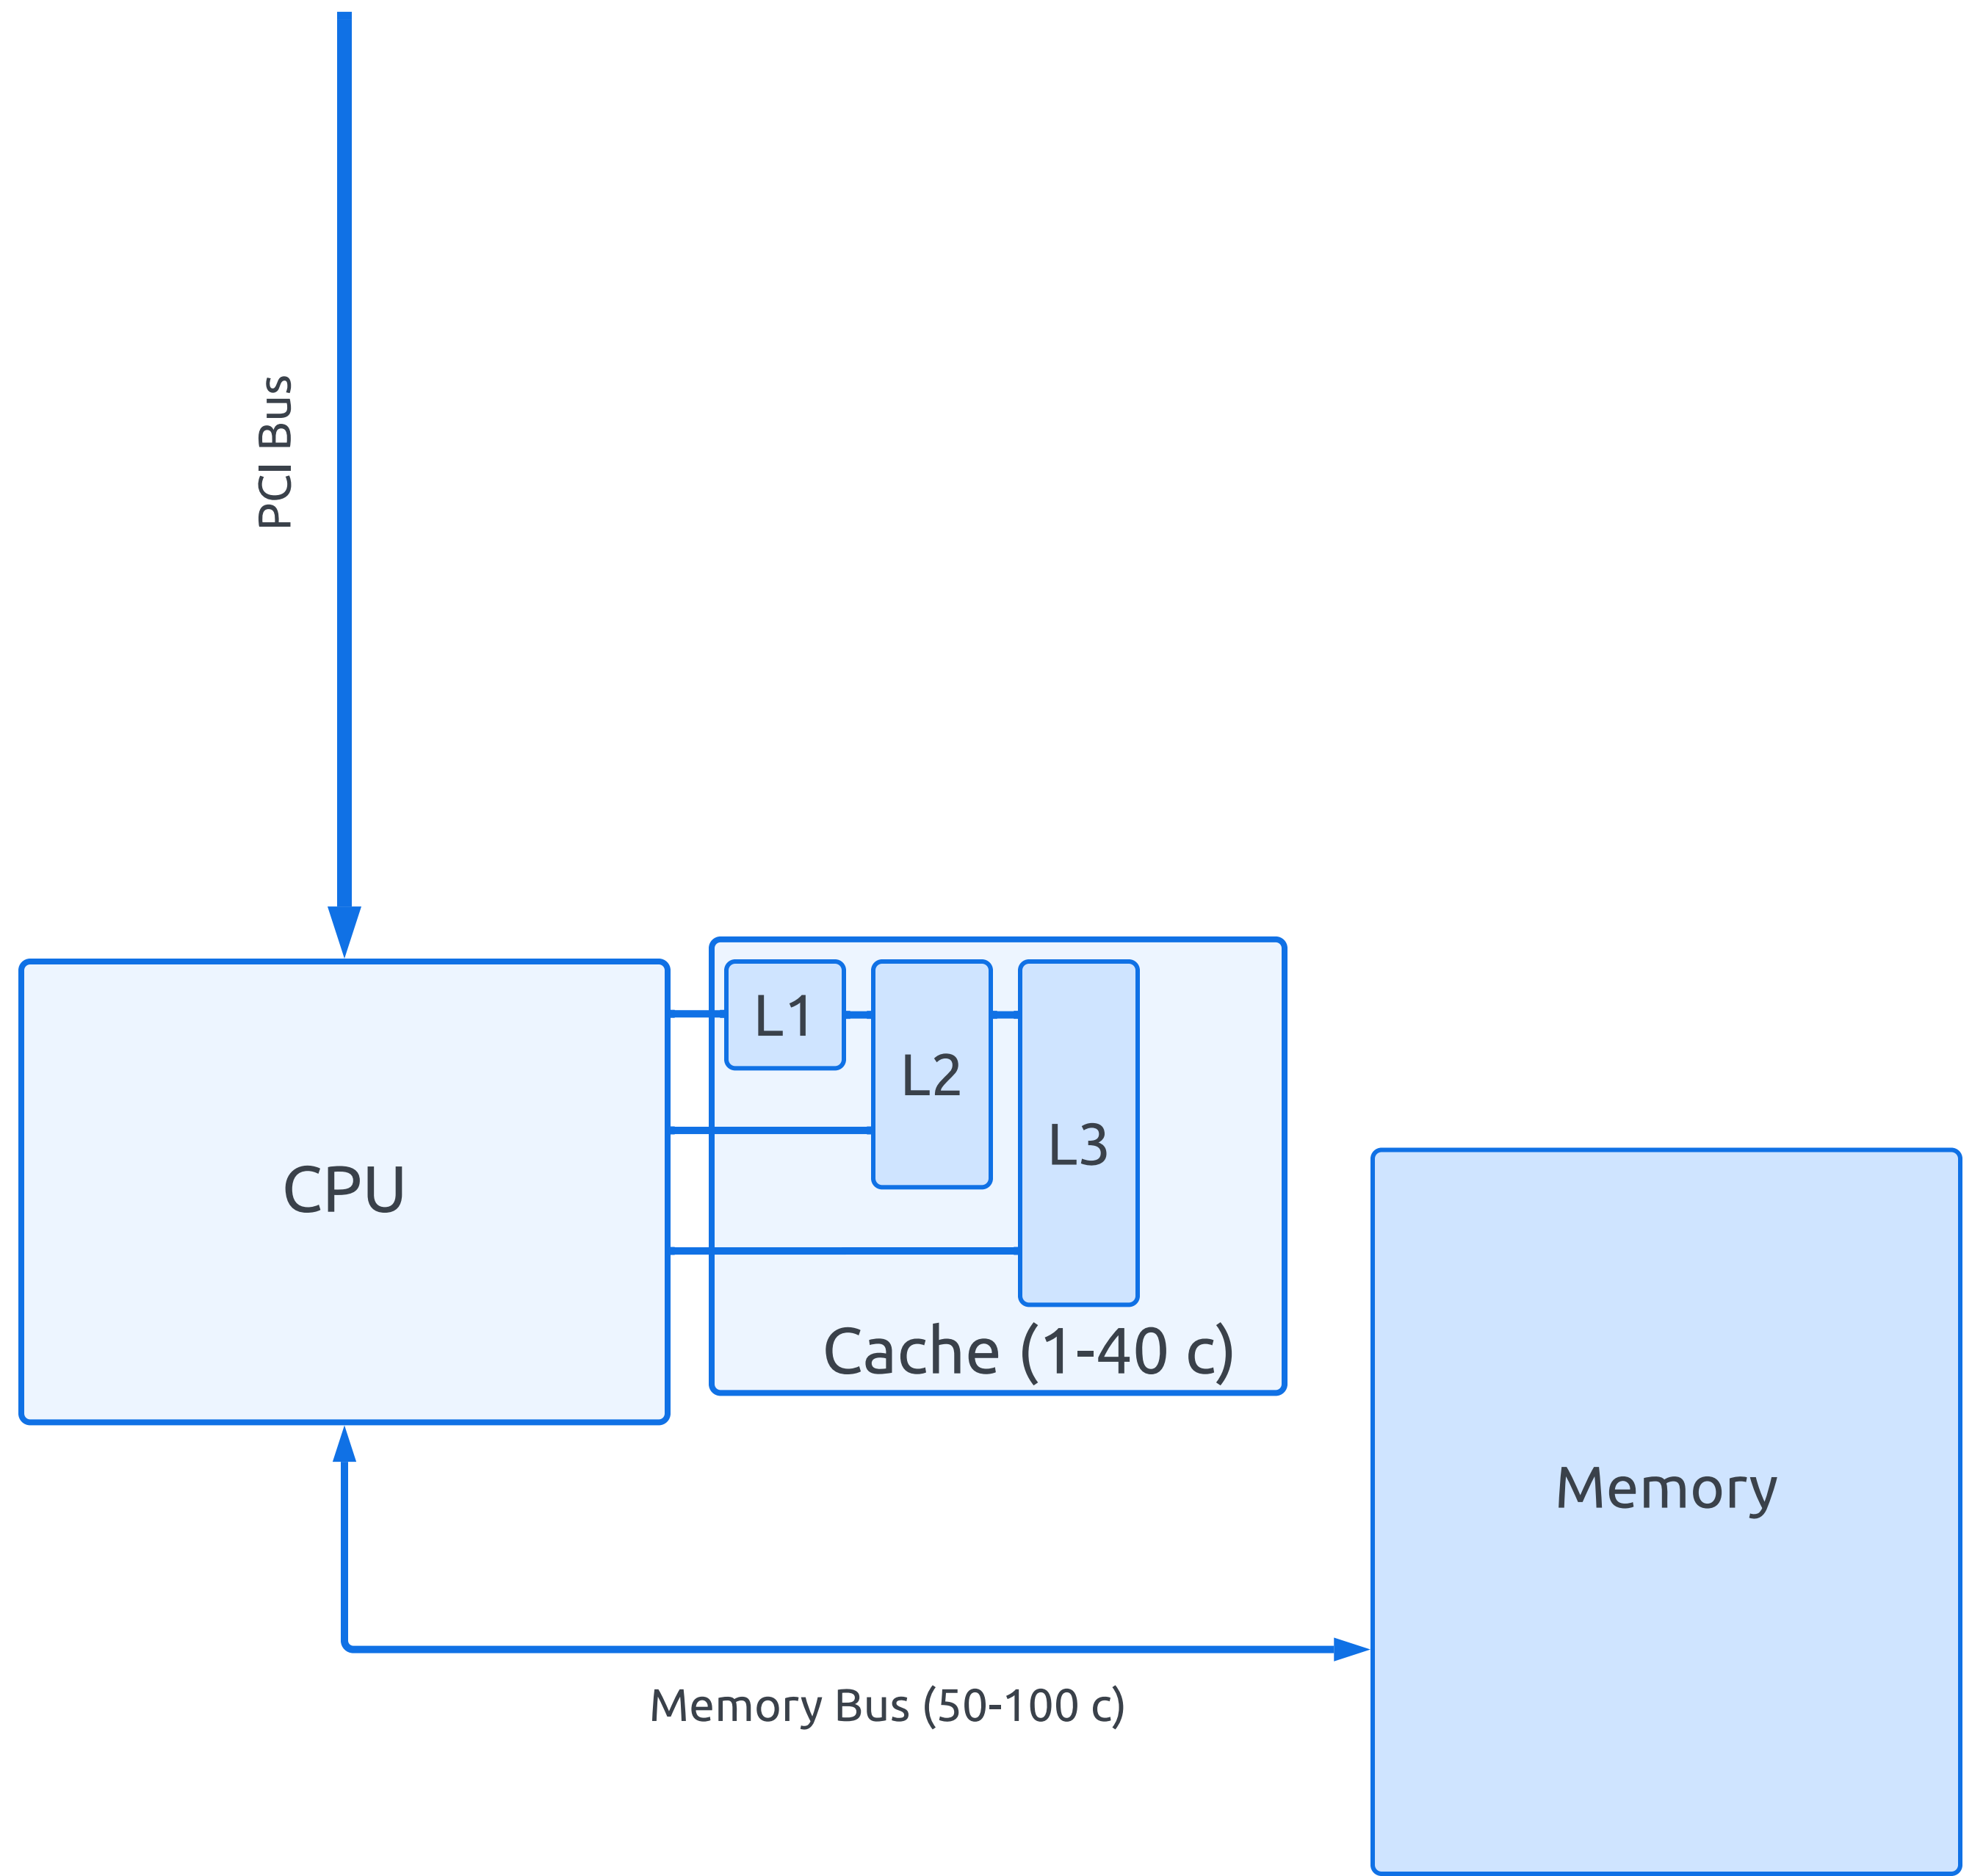 PCI Bus
L1
L2
L3
CPU
Cache (1-40 c)
Memory
Memory Bus (50-100 c)